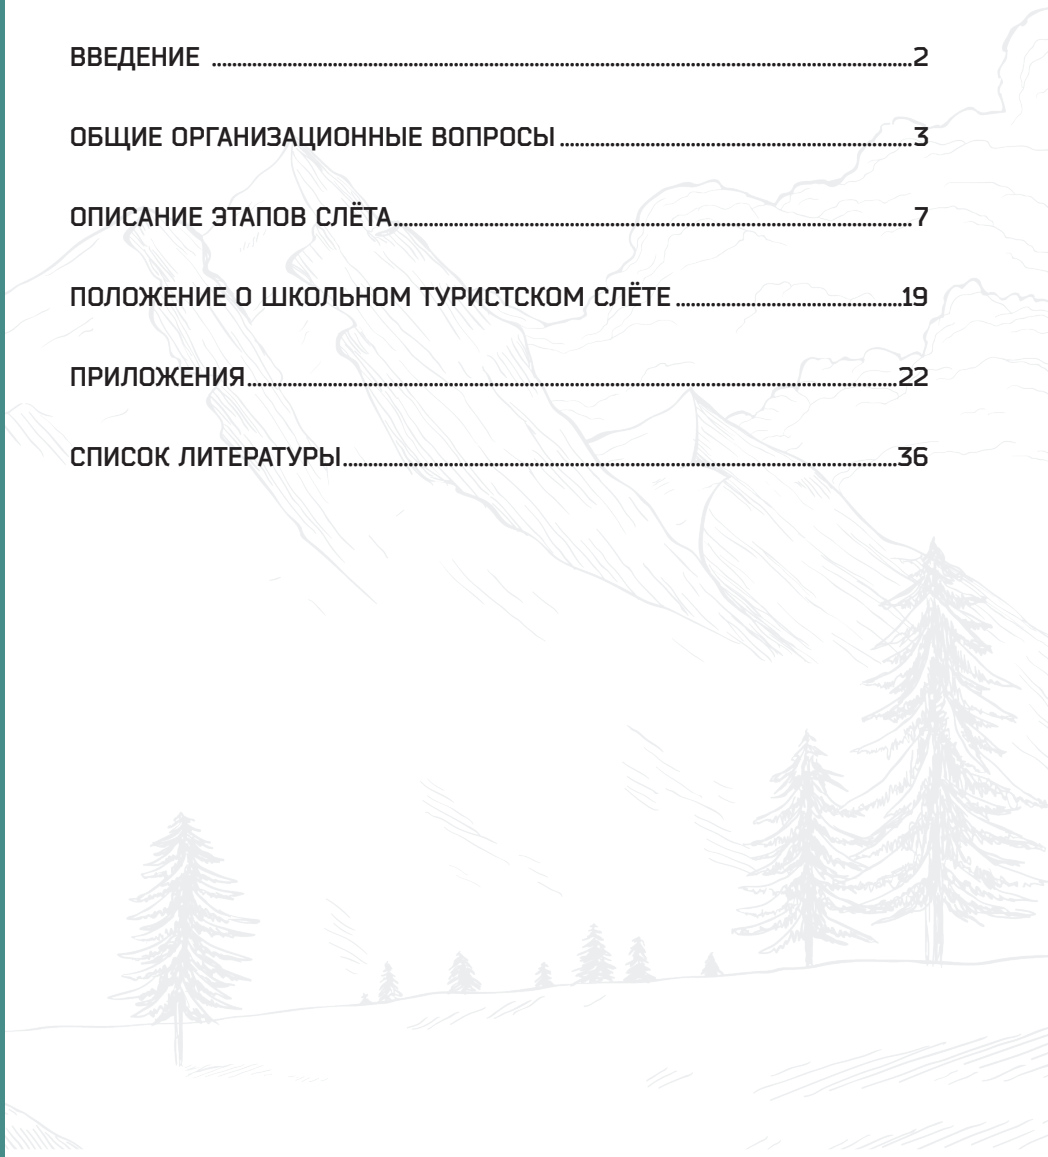 ВВЕДЕНИЕ ........................................................................................................2
ОБЩИЕ ОРГАНИЗАЦИОННЫЕ ВОПРОСЫ ....................................................3
ОПИСАНИЕ ЭТАПОВ СЛЁТА.............................................................................7
ПОЛОЖЕНИЕ О ШКОЛЬНОМ ТУРИСТСКОМ СЛЁТЕ ..................................19
ПРИЛОЖЕНИЯ.................................................................................................22
СПИСОК ЛИТЕРАТУРЫ...................................................................................36